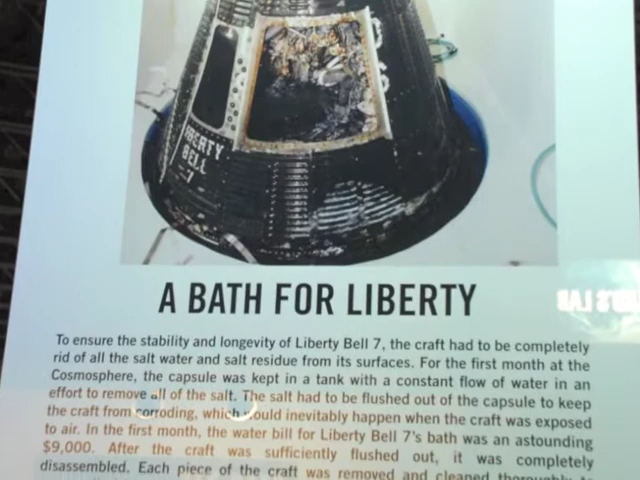 LIBERTY
BELL
7
A BATH FOR LIBERTY
To ensure the stability and longevity of Liberty Bell 7, the craft had to be completely
rid of all the salt water and salt residue from its surfaces. For the first month at the
Cosmosphere, the capsule was kept in a tank with a constant flow of water in an
effort to remove all of the salt. The salt had to be flushed out of the capsule to keep
the craft from corroding, which would inevitably happen when the craft was exposed
to air. In the first month, the water bill for Liberty Bell 7's bath was an astounding
$9,000. After the craft was sufficiently flushed out, it was completely
disassembled. Each piece of the craft was removed and cleaned thoroughly to